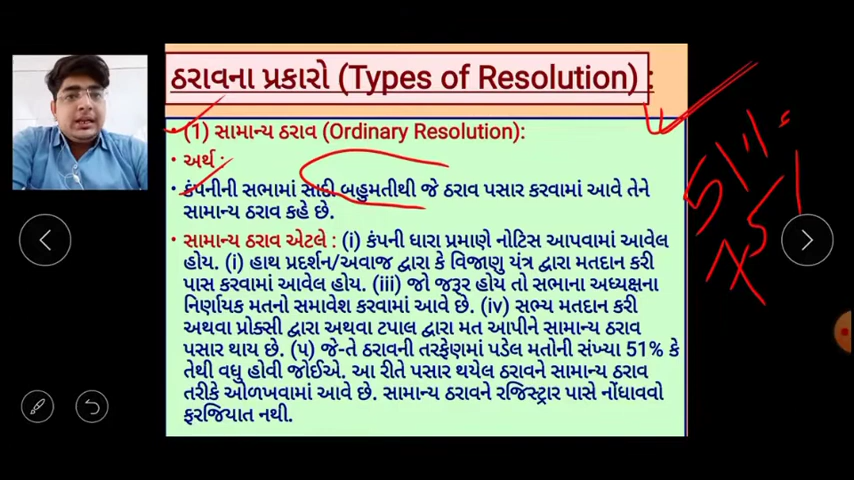 ઠરાવના પ્રકારો (Types of Resolution) :
(1) સામાન્ય ઠરાવ (Ordinary Resolution):
• અર્થ :
• કંપનીની સભામાં સાદી બહુમતીથી જે ઠરાવ પસાર કરવામાં આવે તેને
સામાન્ય ઠરાવ કહે છે.
• સામાન્ય ઠરાવ એટલે : (i) કંપની ધારા પ્રમાણે નોટિસ આપવામાં આવેલ
હોય. (i) હાથ પ્રદર્શન/અવાજ દ્વારા કે વિજાણુ યંત્ર દ્વારા મતદાન કરી
પાસ કરવામાં આવેલ હોય. (iii) જો જરૂર હોય તો સભાના અધ્યક્ષના
નિર્ણાયક મતનો સમાવેશ કરવામાં આવે છે. (iv) સભ્ય મતદાન કરી
અથવા પ્રોક્સી દ્વારા અથવા ટપાલ દ્વારા મત આપીને સામાન્ય ઠરાવ
પસાર થાય છે. (૫) જે-તે ઠરાવની તરફેણમાં પડેલ મતોની સંખ્યા 51% કે
તેથી વધુ હોવી જોઈએ. આ રીતે પસાર થયેલ ઠરાવને સામાન્ય ઠરાવ
તરીકે ઓળખવામાં આવે છે. સામાન્ય ઠરાવને રજિસ્ટ્રાર પાસે નોંધાવવો
ફરજિયાત નથી.
51%
75%